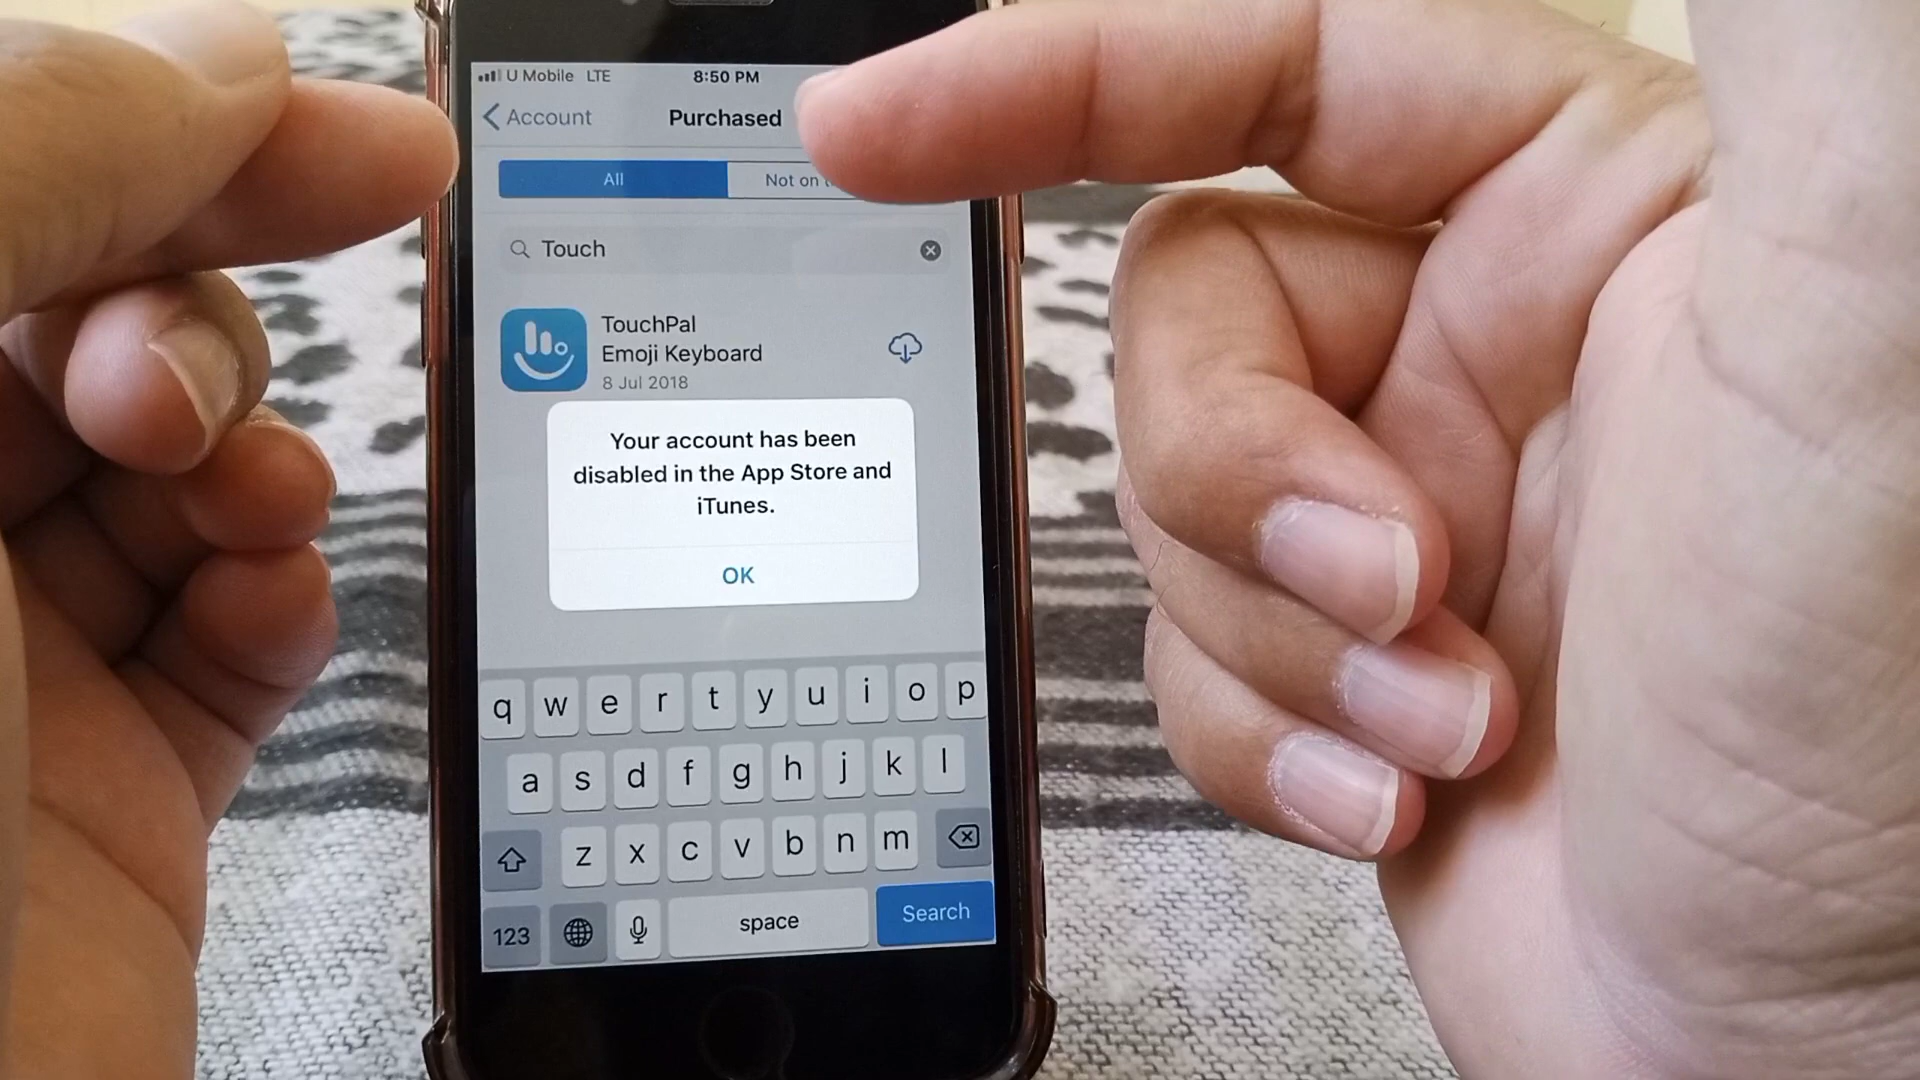 U Mobile LTE 8:50 PM
Account Purchased
All Not on
Touch
TouchPal
Emoji Keyboard
8 Jul 2018
Your account has been
disabled in the App Store and
iTunes.
OK
q w e r t y u i o p
a s d f g h j k l
z x c v b n m
123 space Search